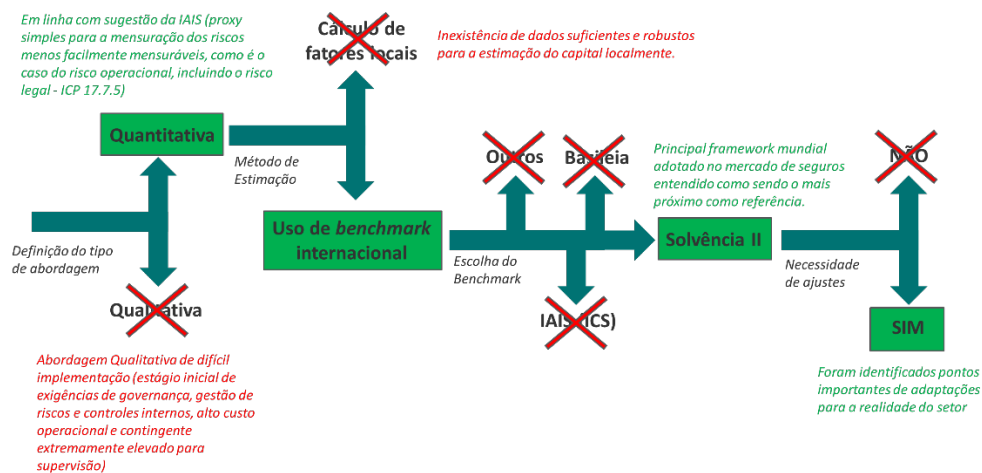 Em linha com sugestão da IAIS (proxy
simples para a mensuração dos riscos
menos facilmente mensuráveis, como é o
caso do risco operacional, incluindo o risco
legal - ICP 17.7.5)
Cálculo de
fatores locais
Inexistência de dados suficientes e robustos
para a estimação do capital localmente.
Quantitativa
Método de
Estimação
Definição do tipo
de abordagem
Qualitativa
Abordagem Qualitativa de difícil
implementação (estágio inicial de
exigências de governança, gestão de
riscos e controles internos, alto custo
operacional e contingente
extremamente elevado para
supervisão)
Uso de benchmark
internacional
Escolha do
Benchmark
Outros
Basileia
IAIS (ICS)
Principal framework mundial
adotado no mercado de seguros
entendido como sendo o mais
próximo como referência.
Solvência II
Necessidade
de ajustes
NÃO
SIM
Foram identificados pontos
importantes de adaptações
para a realidade do setor